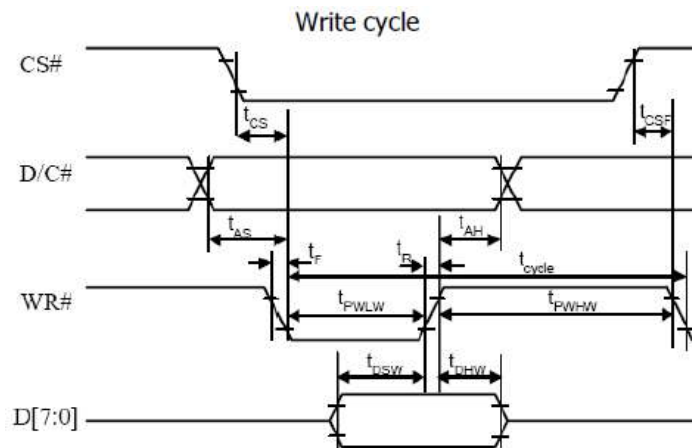 Write cycle
CS#
tCS
tCSF
D/C#
tAS
tAH
tF
tR
tcycle
WR#
tPWLW
tPWHW
tDSW
tDHW
D[7:0]